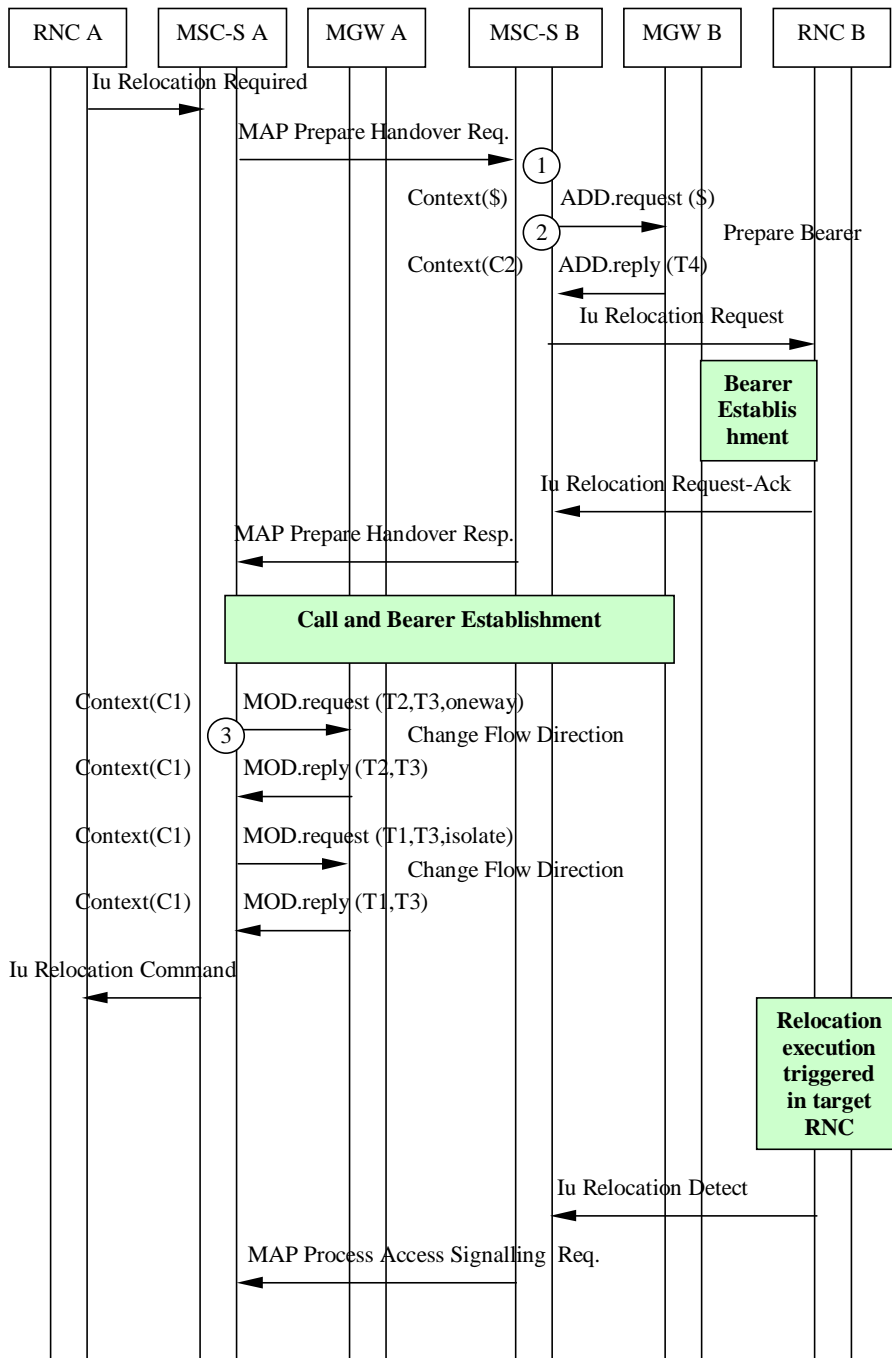 RNC A
MSC-S A
MGW A
MSC-S B
MGW B
RNC B
Iu Relocation Required
MAP Prepare Handover Req.
1
Context($)
ADD.request ($)
2
Prepare Bearer
Context(C2)
ADD.reply (T4)
Iu Relocation Request
Bearer
Establis
hment
Iu Relocation Request-Ack
MAP Prepare Handover Resp.
Call and Bearer Establishment
Context(C1)
MOD.request (T2,T3,oneway)
3
Change Flow Direction
Context(C1)
MOD.reply (T2,T3)
Context(C1)
MOD.request (T1,T3,isolate)
Change Flow Direction
Context(C1)
MOD.reply (T1,T3)
Iu Relocation Command
Relocation
execution
triggered
in target
RNC
Iu Relocation Detect
MAP Process Access Signalling Req.